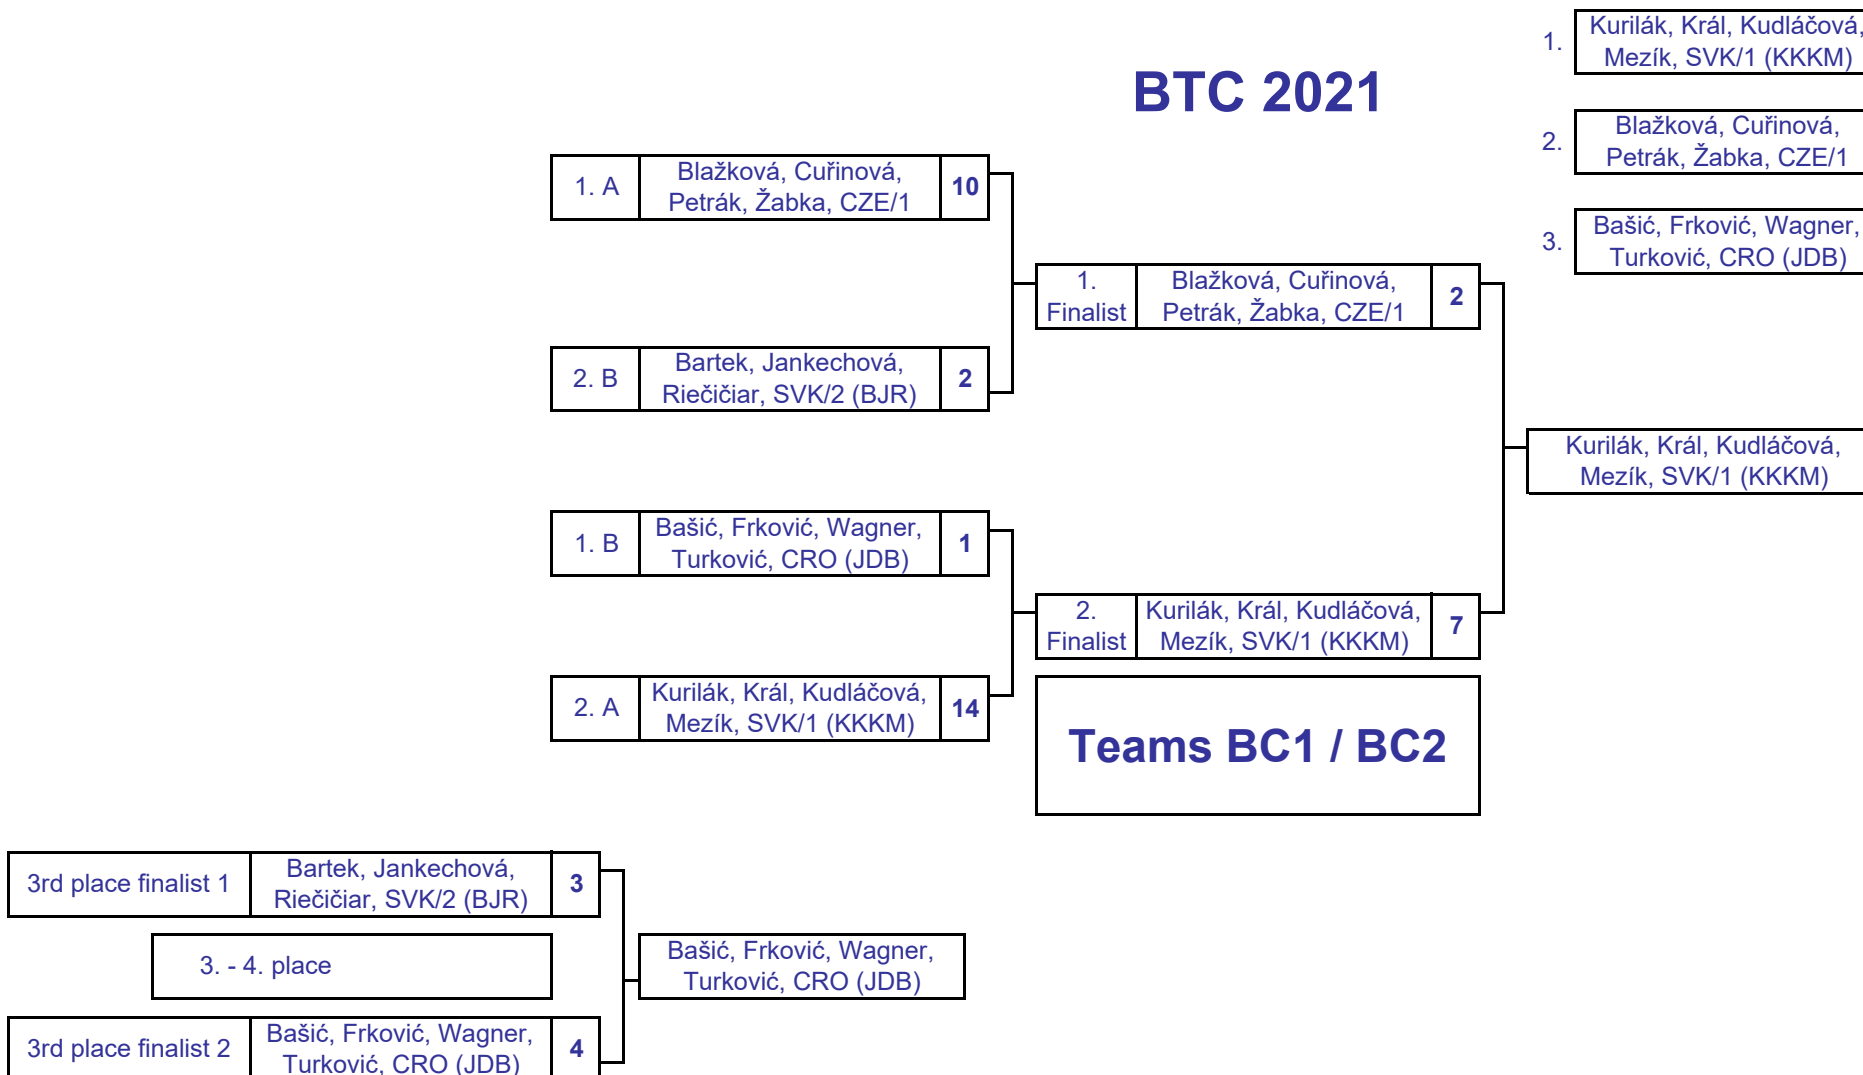 BTC 2021
1.
Kurilák, Král, Kudláčová,
Mezík, SVK/1 (KKKM)
2.
Blažková, Cuřinová,
Petrák, Žabka, CZE/1
3.
Bašić, Frković, Wagner,
Turković, CRO (JDB)
1. A
Blažková, Cuřinová,
Petrák, Žabka, CZE/1
10
2. B
Bartek, Jankechová,
Riečičiar, SVK/2 (BJR)
2
1.
Finalist
Blažková, Cuřinová,
Petrák, Žabka, CZE/1
2
Kurilák, Král, Kudláčová,
Mezík, SVK/1 (KKKM)
1. B
Bašić, Frković, Wagner,
Turković, CRO (JDB)
1
2. A
Kurilák, Král, Kudláčová,
Mezík, SVK/1 (KKKM)
14
2.
Finalist
Kurilák, Král, Kudláčová,
Mezík, SVK/1 (KKKM)
7
Teams BC1 / BC2
3rd place finalist 1
Bartek, Jankechová,
Riečičiar, SVK/2 (BJR)
3
3. - 4. place
Bašić, Frković, Wagner,
Turković, CRO (JDB)
3rd place finalist 2
Bašić, Frković, Wagner,
Turković, CRO (JDB)
4